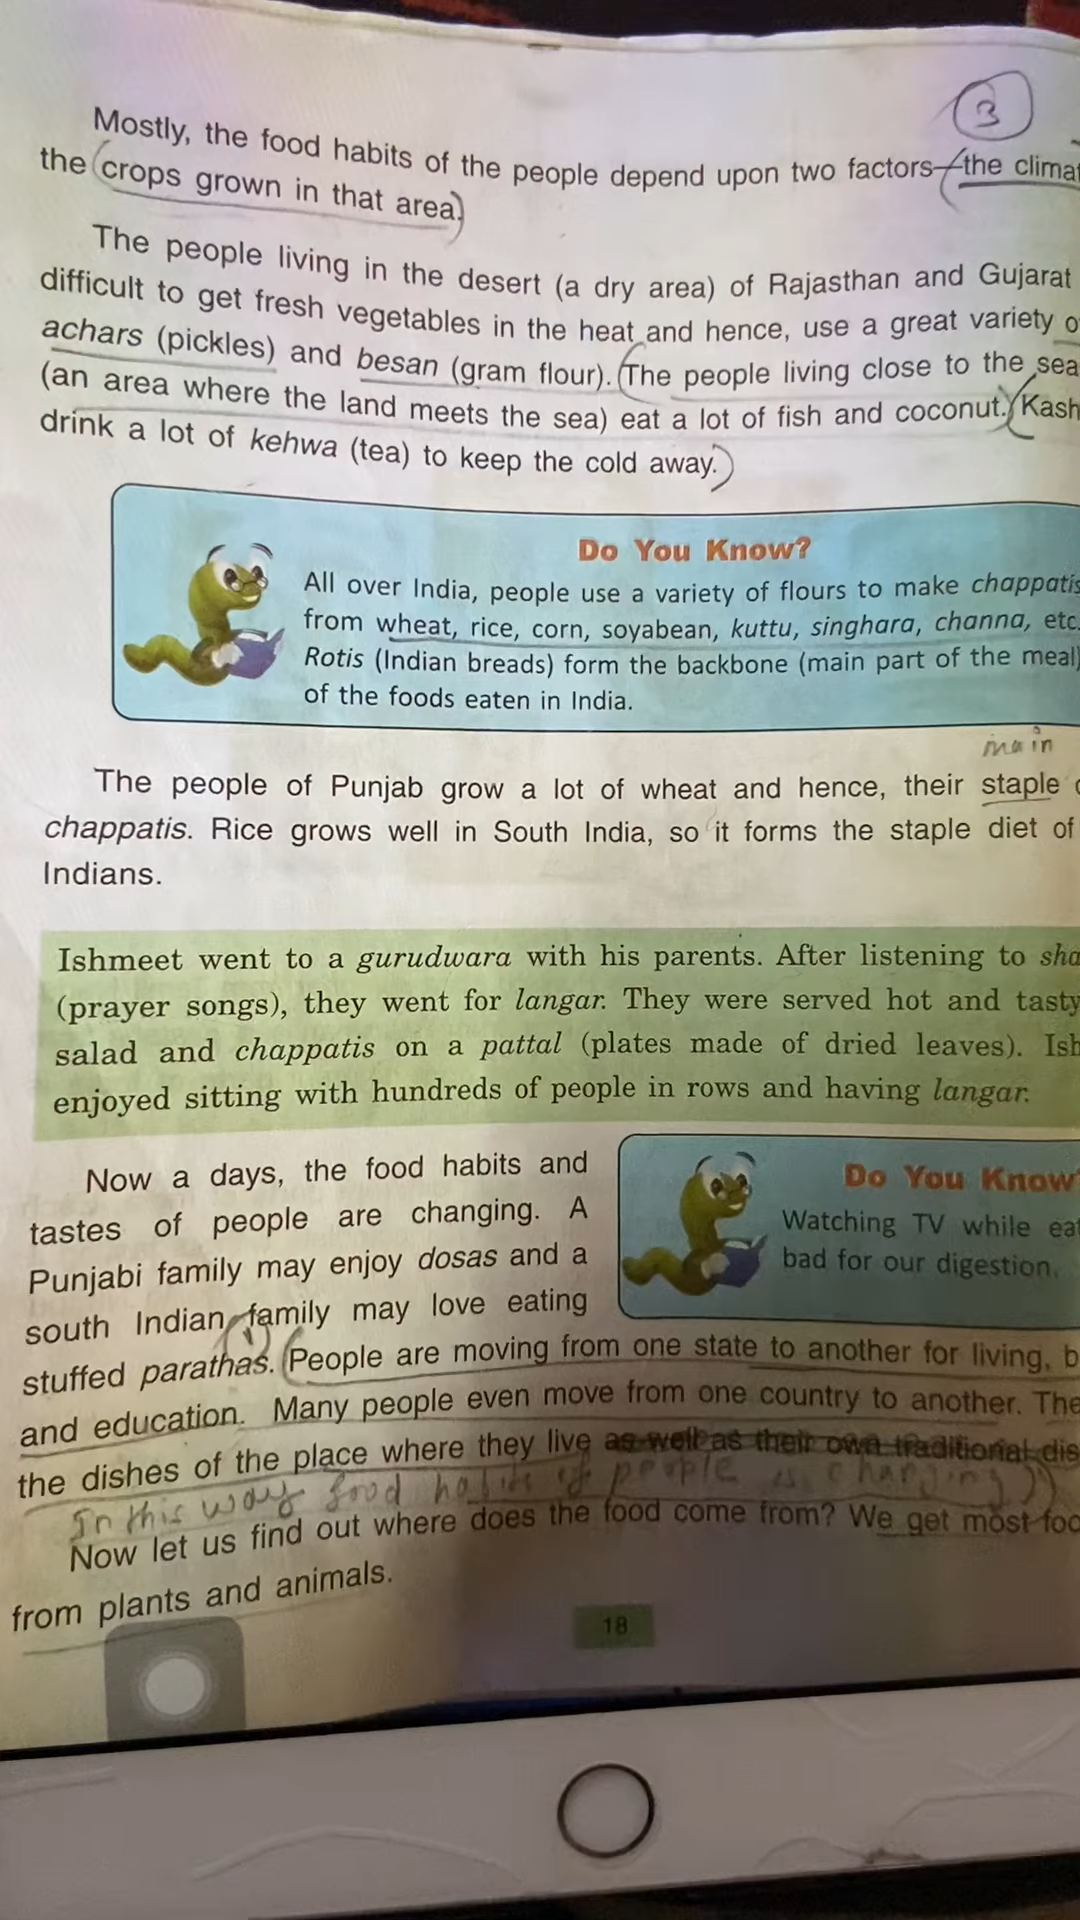 3
Mostly, the food habits of the people depend upon two factors—the climat
the crops grown in that area.
The people living in the desert (a dry area) of Rajasthan and Gujarat
difficult to get fresh vegetables in the heat and hence, use a great variety o
achars (pickles) and besan (gram flour). The people living close to the sea
(an area where the land meets the sea) eat a lot of fish and coconut. Kash
drink a lot of kehwa (tea) to keep the cold away.
Do You Know?
All over India, people use a variety of flours to make chappatis
from wheat, rice, corn, soyabean, kuttu, singhara, channa, etc.
Rotis (Indian breads) form the backbone (main part of the meal)
of the foods eaten in India.
main
The people of Punjab grow a lot of wheat and hence, their staple
chappatis. Rice grows well in South India, so it forms the staple diet of
Indians.
Ishmeet went to a gurudwara with his parents. After listening to sha
(prayer songs), they went for langar. They were served hot and tasty
salad and chappatis on a pattal (plates made of dried leaves). Ish
enjoyed sitting with hundreds of people in rows and having langar.
Now a days, the food habits and
tastes of people are changing. A
Punjabi family may enjoy dosas and a
south Indian family may love eating
Do You Know
Watching TV while eat
bad for our digestion.
1
stuffed parathas. People are moving from one state to another for living, b
and education. Many people even move from one country to another. The
the dishes of the place where they live as well as their own traditional dis
In this way food habits of people is changing
Now let us find out where does the food come from? We get most foo
from plants and animals.
18